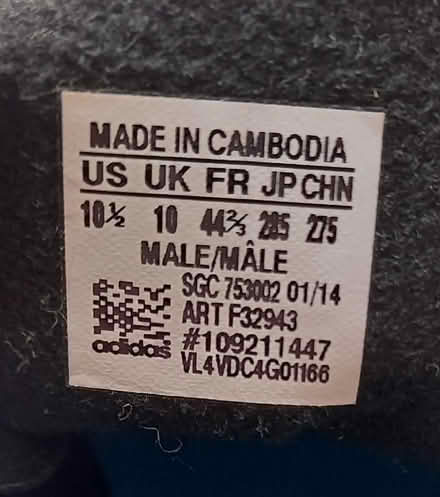 MADE IN CAMBODIA
US UK FR JP CHN
10½ 10 44⅔ 285 275
MALE/MÂLE
SGC 753002 01/14
ART F32943
#109211447
VL4VDC4G01166
adidas